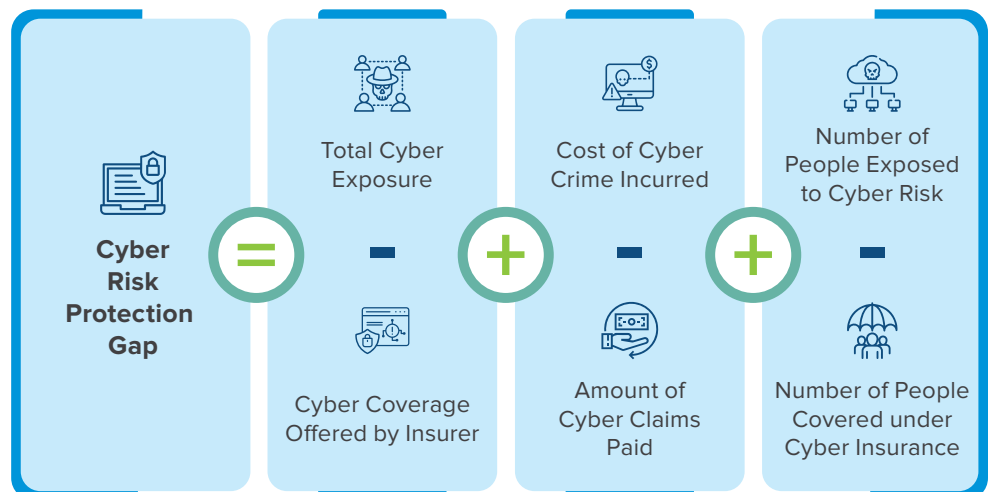 Cyber
Risk
Protection
Gap
=
Total Cyber
Exposure
-
Cyber Coverage
Offered by Insurer
+
Cost of Cyber
Crime Incurred
-
Amount of
Cyber Claims
Paid
+
Number of
People Exposed
to Cyber Risk
-
Number of People
Covered under
Cyber Insurance